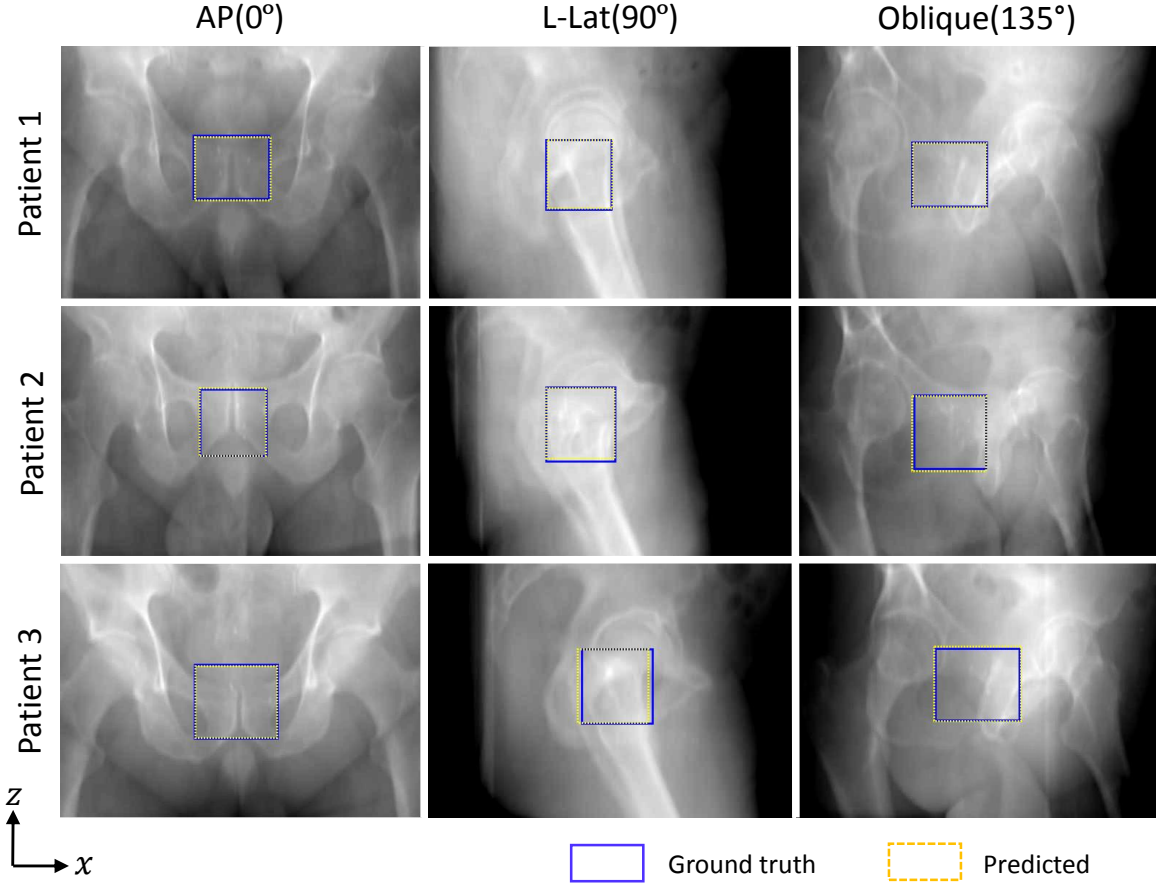 AP(0º)
L-Lat(90º)
Oblique(135°)
Patient 1
Patient 2
Patient 3
z
x
Ground truth
Predicted